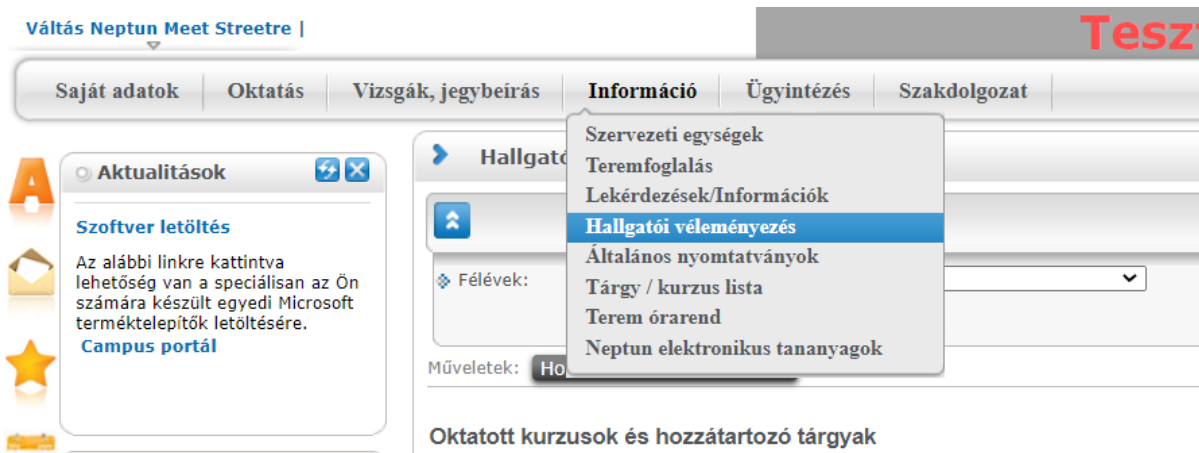 Váltás Neptun Meet Streetre |
Saját adatok
Oktatás
Vizsgák, jegybeírás
Információ
Ügyintézés
Szakdolgozat
Szervezeti egységek
Teremfoglalás
Lekérdezések/Információk
Hallgatói véleményezés
Általános nyomtatványok
Tárgy / kurzus lista
Terem órarend
Neptun elektronikus tananyagok
Aktualitások
Szoftver letöltés
Az alábbi linkre kattintva
lehetőség van a speciálisan az Ön
számára készült egyedi Microsoft
terméktelepítők letöltésére.
Campus portál
Félévek:
Műveletek:
Oktatott kurzusok és hozzátartozó tárgyak